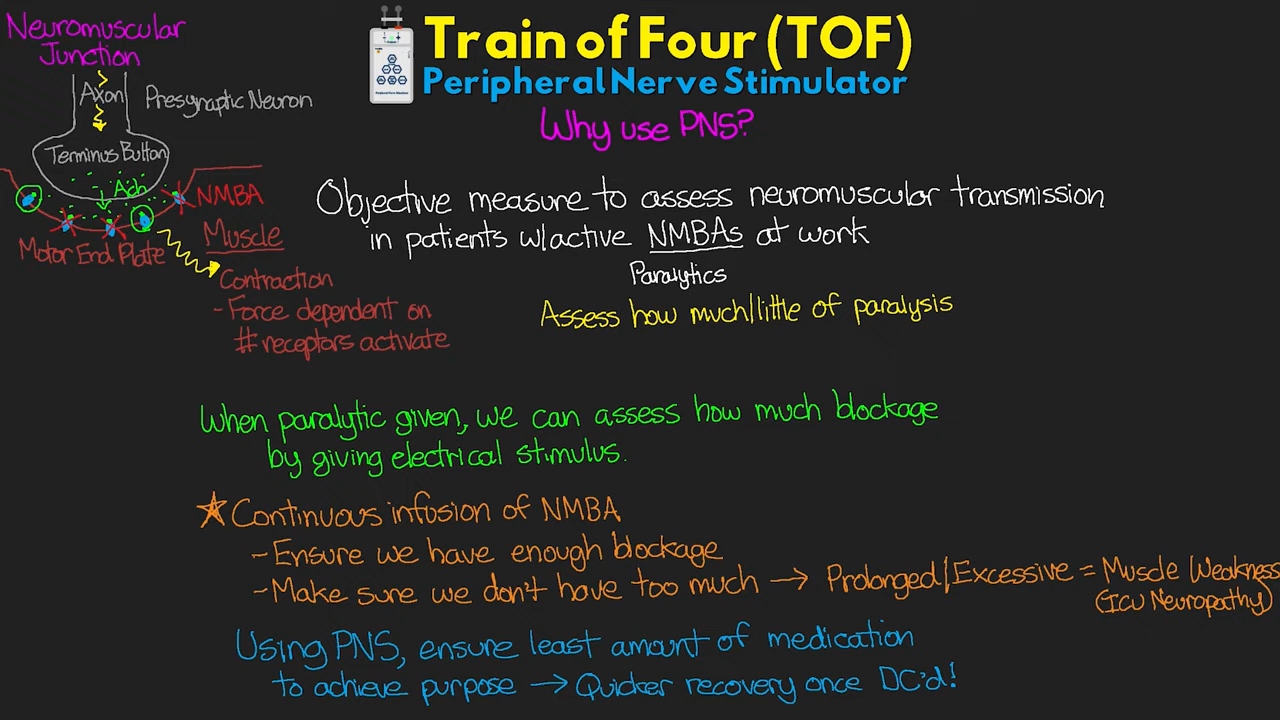 Neuromuscular
Junction
Axon
Presynaptic Neuron
Terminus Button
Ach
NMBA
Motor End Plate
Muscle
Contraction
- Force dependent on
# receptors activate
Train of Four (TOF)
Peripheral Nerve Stimulator
Why use PNS?
Objective measure to assess neuromuscular transmission
in patients w/active NMBAs at work
Paralytics
Assess how much/little of paralysis
When paralytic given, we can assess how much blockage
by giving electrical stimulus.
☆ Continuous infusion of NMBA
- Ensure we have enough blockage
- Make sure we don't have too much → Prolonged/Excessive = Muscle Weakness
(ICU Neuropathy)
Using PNS, ensure least amount of medication
to achieve purpose → Quicker recovery once DC'd!